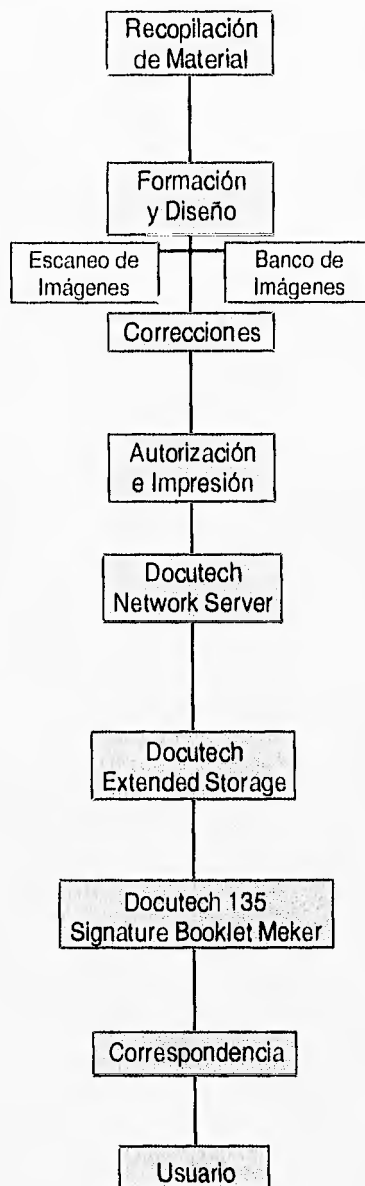 Recopilación
de Material
Formación
y Diseño
Escaneo de
Imágenes
Banco de
Imágenes
Correcciones
Autorización
e Impresión
Docutech
Network Server
Docutech
Extended Storage
Docutech 135
Signature Booklet Meker
Correspondencia
Usuario